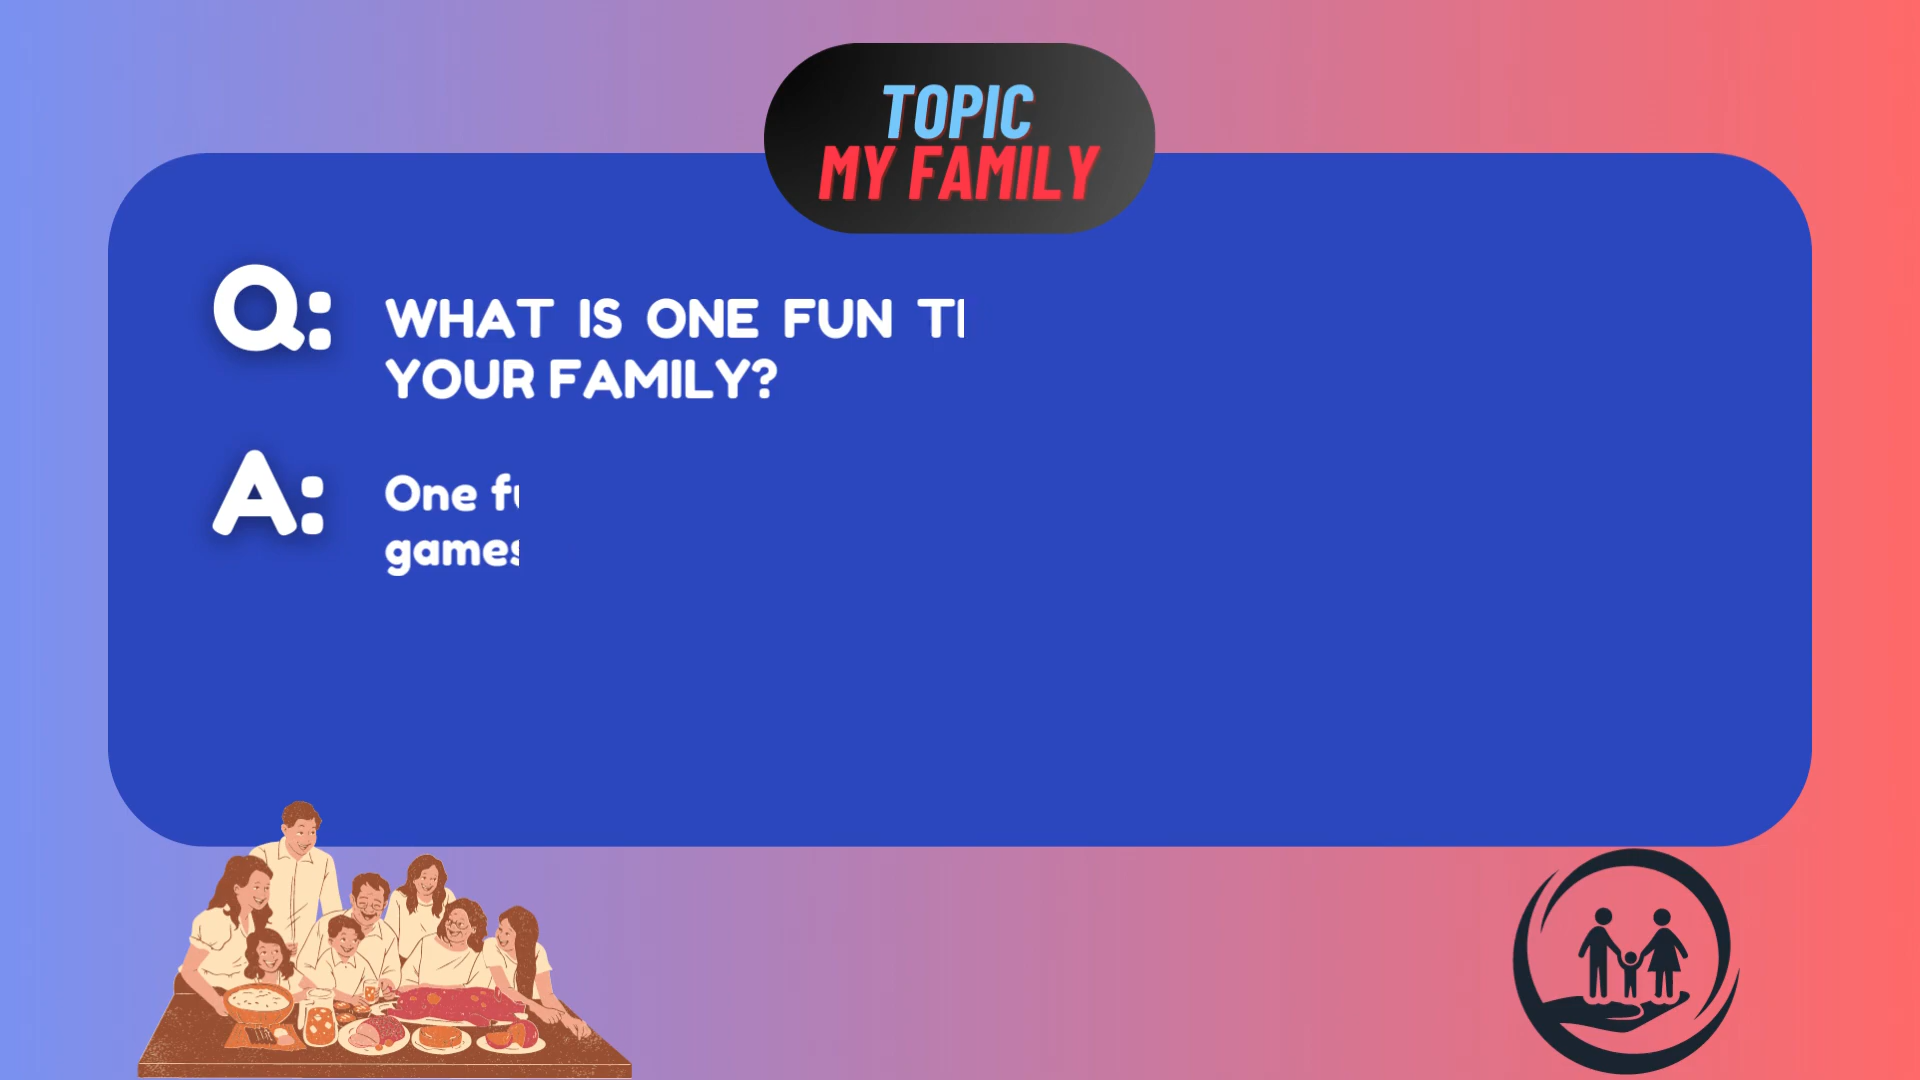 TOPIC
MY FAMILY
Q: WHAT IS ONE FUN
YOUR FAMILY?
A: One
games